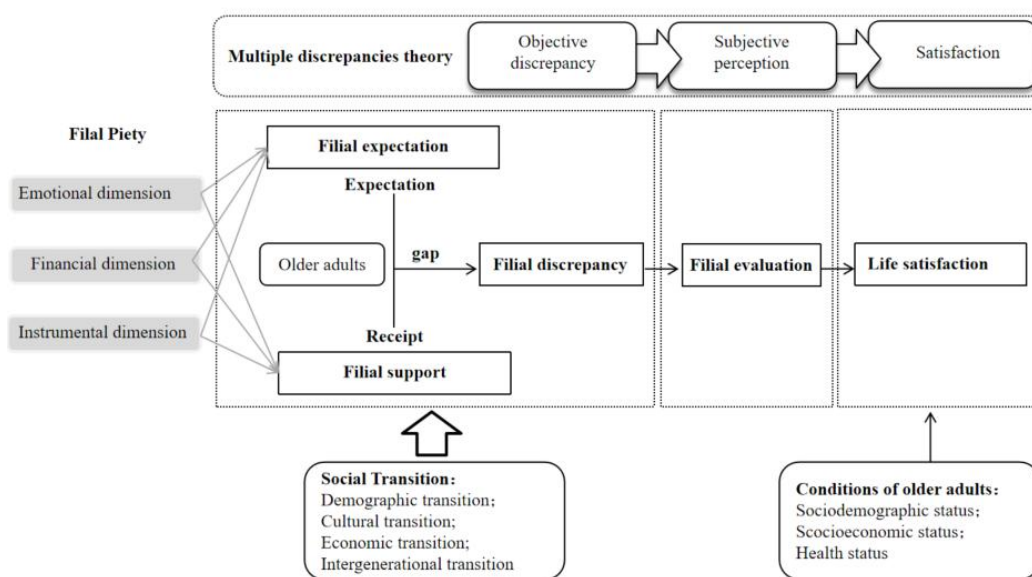 Multiple discrepancies theory
Objective
discrepancy
Subjective
perception
Satisfaction
Filal Piety
Emotional dimension
Financial dimension
Instrumental dimension
Filial expectation
Expectation
Older adults
gap
Receipt
Filial support
Filial discrepancy
Filial evaluation
Life satisfaction
Social Transition:
Demographic transition;
Cultural transition;
Economic transition;
Intergenerational transition
Conditions of older adults:
Sociodemographic status;
Scocioeconomic status;
Health status